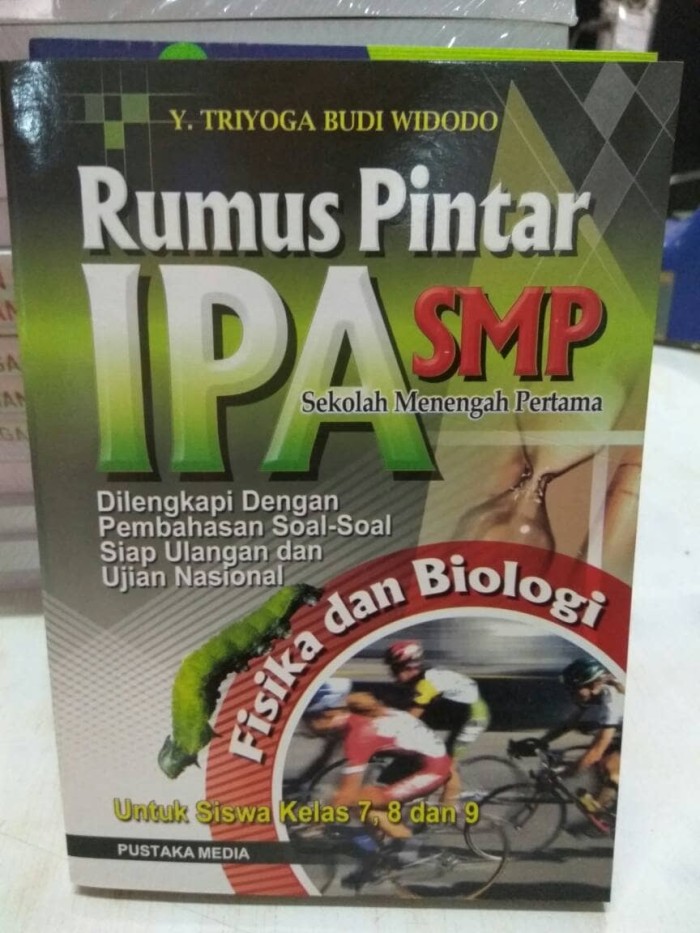 Y. TRIYOGA BUDI WIDODO
Rumus Pintar
IPA SMP
Sekolah Menengah Pertama
Dilengkapi Dengan
Pembahasan Soal-Soal
Siap Ulangan dan
Ujian Nasional
Fisika dan Biologi
Untuk Siswa Kelas 7, 8 dan 9
PUSTAKA MEDIA